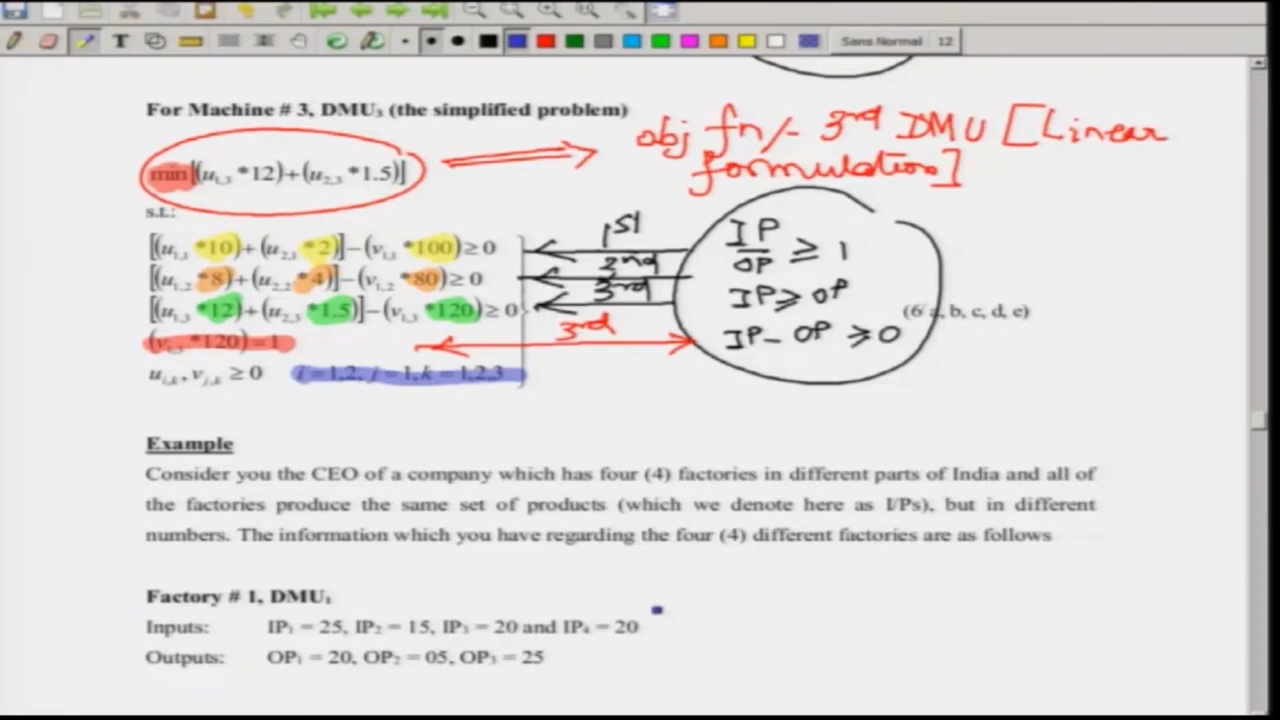 Sans Normal 12
For Machine # 3, DMU₃ (the simplified problem)
obj fn/- 3rd DMU [Linear
formulation]
min[(u₁,₃ *12)+(u₂,₃ *1.5)]
s.t.:
[(u₁,₁ *10)+(u₂,₁ *2)]−(v₁,₁ *100)≥0
1st
IP/OP ≥ 1
[(u₁,₂ *8)+(u₂,₂ *4)]−(v₁,₂ *80)≥0
2nd
[(u₁,₃ *12)+(u₂,₃ *1.5)]−(v₁,₃ *120)≥0
3rd
IP ≥ OP
(6 a, b, c, d, e)
(v₁,₃ *120)=1
3rd
IP - OP ≥ 0
uᵢ,ₖ, vⱼ,ₖ ≥ 0 i = 1,2, j = 1, k = 1,2,3
Example
Consider you the CEO of a company which has four (4) factories in different parts of India and all of
the factories produce the same set of products (which we denote here as I/Ps), but in different
numbers. The information which you have regarding the four (4) different factories are as follows
Factory # 1, DMU₁
Inputs: IP₁ = 25, IP₂ = 15, IP₃ = 20 and IP₄ = 20
Outputs: OP₁ = 20, OP₂ = 05, OP₃ = 25